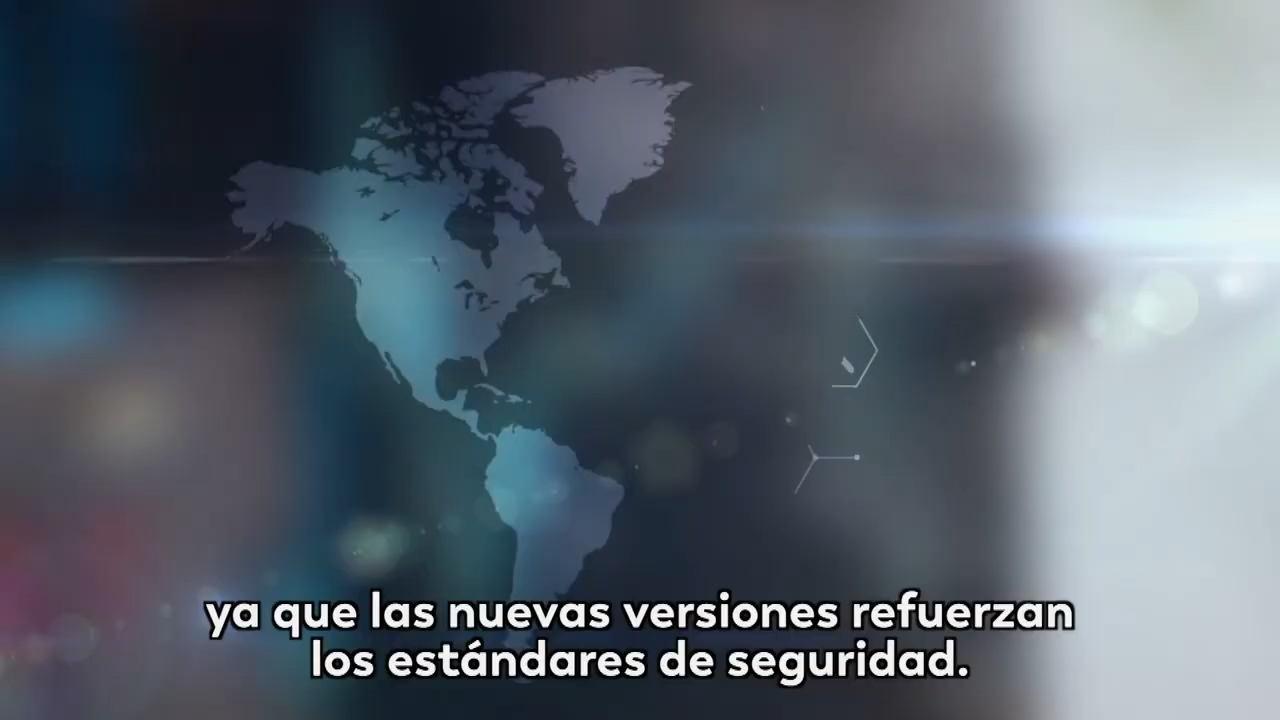 ya que las nuevas versiones refuerzan
los estándares de seguridad.